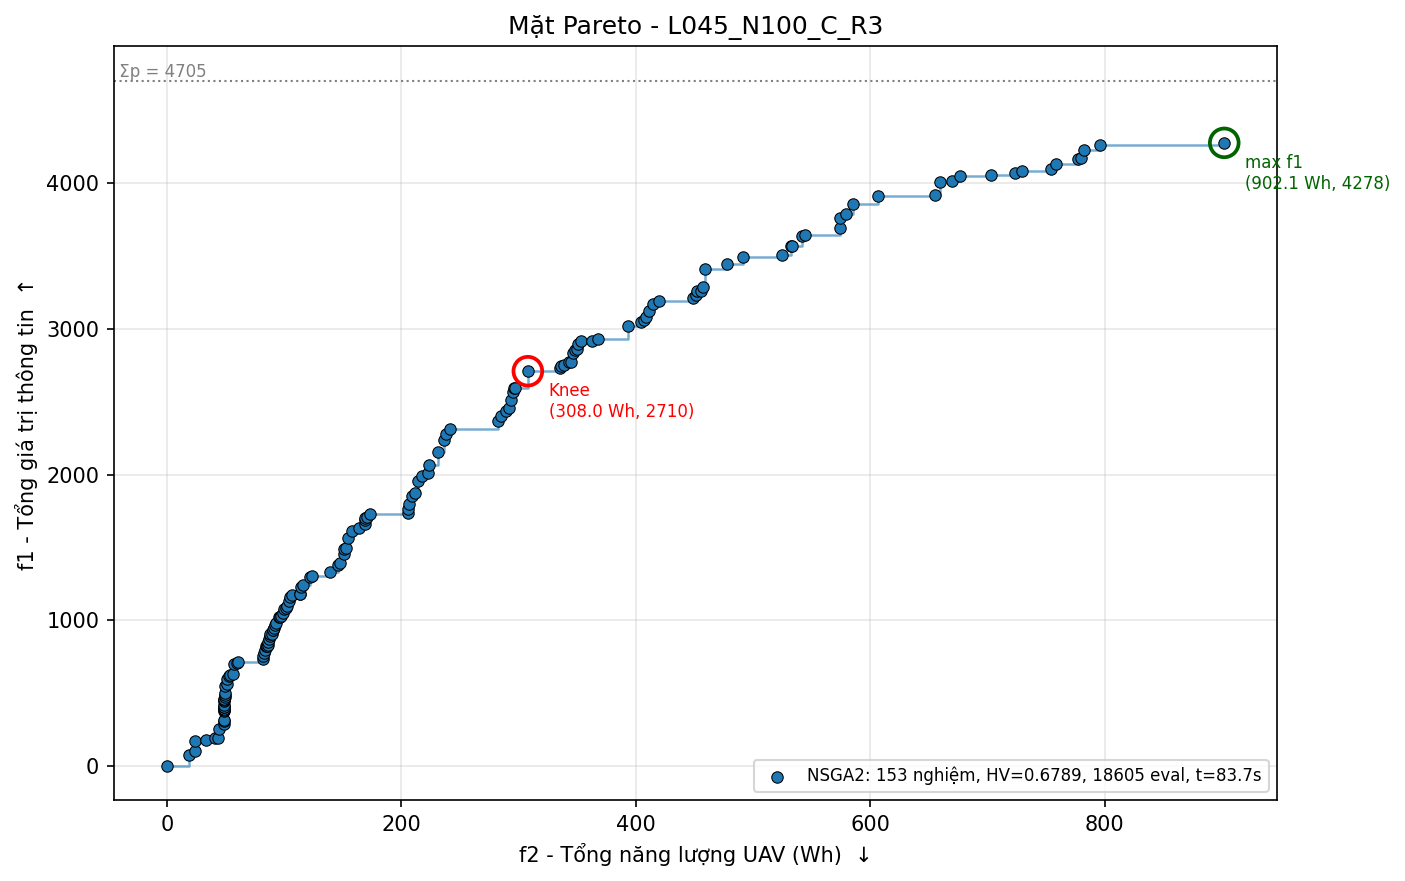 Mặt Pareto - L045_N100_C_R3
Σp = 4705
max f1
(902.1 Wh, 4278)
Knee
(308.0 Wh, 2710)
NSGA2: 153 nghiệm, HV=0.6789, 18605 eval, t=83.7s
f1 - Tổng giá trị thông tin ↑
4000
3000
2000
1000
0
0 200 400 600 800
f2 - Tổng năng lượng UAV (Wh) ↓